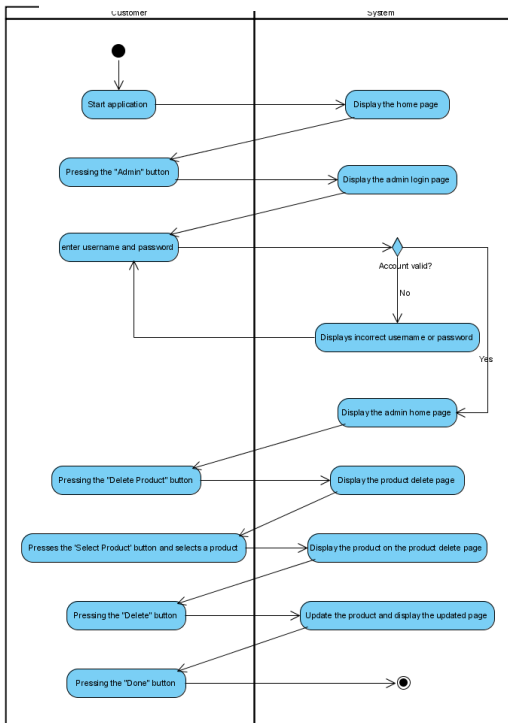 Customer
System
Start application
Display the home page
Pressing the "Admin" button
Display the admin login page
enter username and password
Account valid?
No
Displays incorrect username or password
Yes
Display the admin home page
Pressing the "Delete Product" button
Display the product delete page
Presses the 'Select Product' button and selects a product
Display the product on the product delete page
Pressing the "Delete" button
Update the product and display the updated page
Pressing the "Done" button